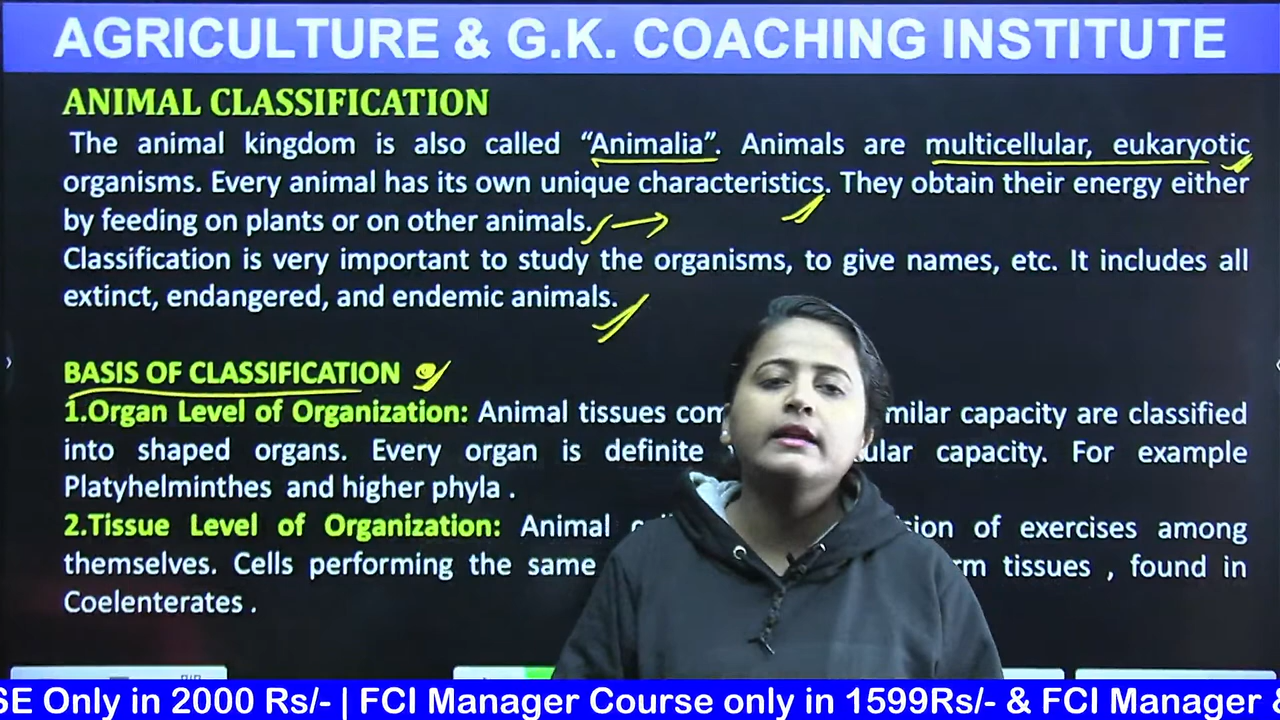 AGRICULTURE & G.K. COACHING INSTITUTE
ANIMAL CLASSIFICATION
The animal kingdom is also called “Animalia”. Animals are multicellular, eukaryotic
organisms. Every animal has its own unique characteristics. They obtain their energy either
by feeding on plants or on other animals.
Classification is very important to study the organisms, to give names, etc. It includes all
extinct, endangered, and endemic animals.
BASIS OF CLASSIFICATION
1.Organ Level of Organization: Animal tissues com milar capacity are classified
into shaped organs. Every organ is definite ular capacity. For example
Platyhelminthes and higher phyla .
2.Tissue Level of Organization: Animal sion of exercises among
themselves. Cells performing the same rm tissues , found in
Coelenterates .
SE Only in 2000 Rs/- | FCI Manager Course only in 1599Rs/- & FCI Manager &